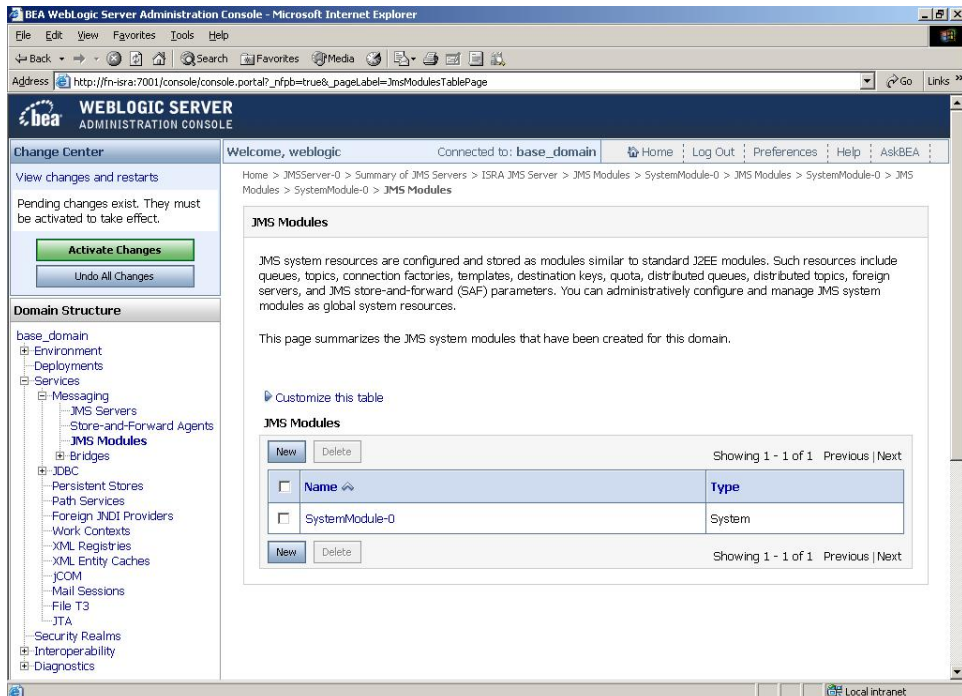 BEA WebLogic Server Administration Console - Microsoft Internet Explorer
File Edit View Favorites Tools Help
Back Search Favorites Media
Address http://fn-isra:7001/console/console.portal?_nfpb=true&_pageLabel=JmsModulesTablePage Go Links »
bea WEBLOGIC SERVER
ADMINISTRATION CONSOLE
Change Center
View changes and restarts
Pending changes exist. They must
be activated to take effect.
Activate Changes
Undo All Changes
Domain Structure
base_domain
Environment
Deployments
Services
Messaging
JMS Servers
Store-and-Forward Agents
JMS Modules
Bridges
JDBC
Persistent Stores
Path Services
Foreign JNDI Providers
Work Contexts
XML Registries
XML Entity Caches
jCOM
Mail Sessions
File T3
JTA
Security Realms
Interoperability
Diagnostics
Welcome, weblogic Connected to: base_domain Home Log Out Preferences Help AskBEA
Home > JMSServer-0 > Summary of JMS Servers > ISRA JMS Server > JMS Modules > SystemModule-0 > JMS Modules > SystemModule-0 > JMS
Modules > SystemModule-0 > JMS Modules
JMS Modules
JMS system resources are configured and stored as modules similar to standard J2EE modules. Such resources include
queues, topics, connection factories, templates, destination keys, quota, distributed queues, distributed topics, foreign
servers, and JMS store-and-forward (SAF) parameters. You can administratively configure and manage JMS system
modules as global system resources.
This page summarizes the JMS system modules that have been created for this domain.
Customize this table
JMS Modules
New Delete Showing 1 - 1 of 1 Previous | Next
Name Type
SystemModule-0 System
New Delete Showing 1 - 1 of 1 Previous | Next
Local intranet